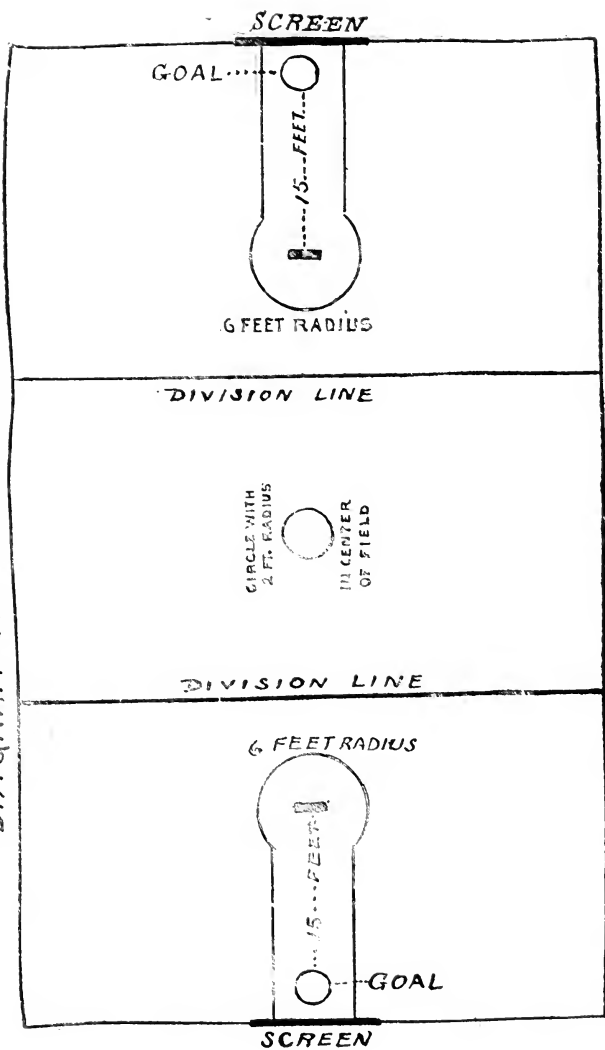 SCREEN
GOAL
15 FEET
6 FEET RADIUS
DIVISION LINE
CIRCLE WITH
2 FT. RADIUS
IN CENTER
OF FIELD
DIVISION LINE
6 FEET RADIUS
15 FEET
GOAL
SCREEN